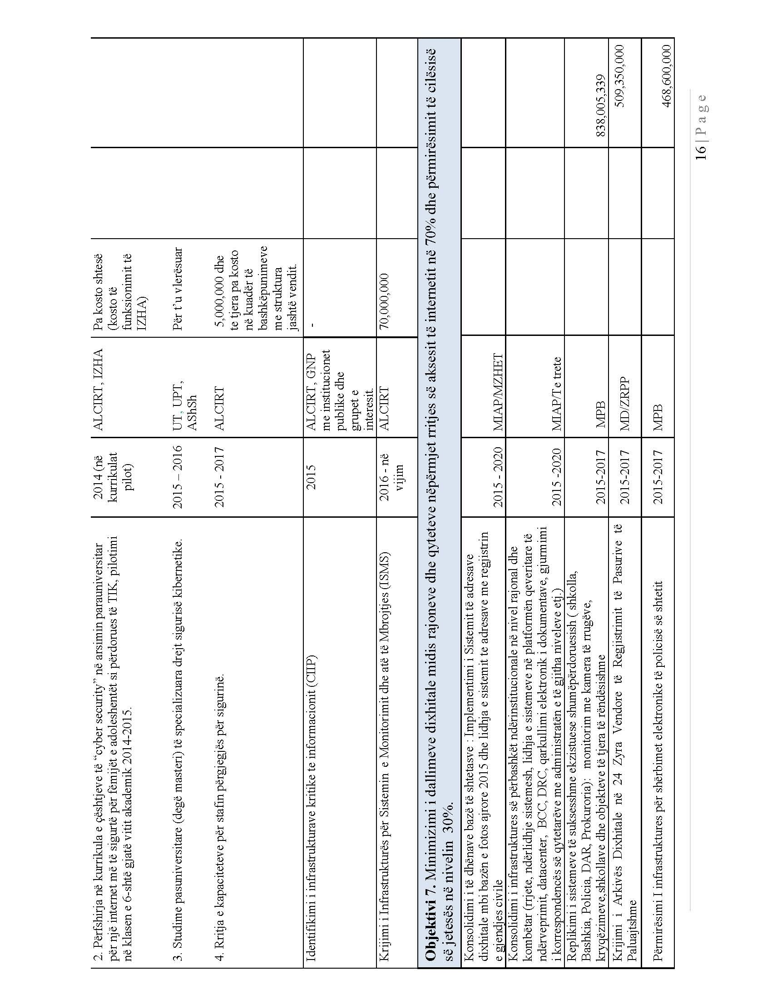 2. Përfshirja në kurrikula e çështjeve të “cyber security” në arsimin parauniversitar
për një internet më të sigurtë për fëmijët e adoleshentët si përdorues të TIK, pilotimi
në klasen e 6-shtë gjatë vitit akademik 2014-2015.
2014 (në
kurrikulat
pilot)
ALCIRT, IZHA
Pa kosto shtesë
(kosto të
funksionimit të
IZHA)
3. Studime pasuniversitare (degë masteri) të specializuara drejt sigurisë kibernetike.
2015 – 2016
UT, UPT,
AShSh
Për t’u vlerësuar
4. Rritja e kapaciteteve për stafin përgjegjës për sigurinë.
2015 - 2017
ALCIRT
5,000,000 dhe
te tjera pa kosto
në kuadër të
bashkëpunimeve
me struktura
jashtë vendit.
Identifikimi i infrastrukturave kritike te informacionit (CIIP)
2015
ALCIRT, GNP
me institucionet
publike dhe
grupet e
interesit.
-
Krijimi i Infrastrukturës për Sistemin e Monitorimit dhe atë të Mbrojtjes (ISMS)
2016 - në
vijim
ALCIRT
70,000,000
Objektivi 7. Minimizimi i dallimeve dixhitale midis rajoneve dhe qyteteve nëpërmjet rritjes së aksesit të internetit në 70% dhe përmirësimit të cilësisë
së jetesës në nivelin 30%.
Konsolidimi i të dhënave bazë të shtetasve : Implementimi i Sistemit të adresave
dixhitale mbi bazën e fotos ajrore 2015 dhe lidhja e sistemit te adresave me regjistrin
e gjendjes civile
2015 - 2020
MIAP/MZHET
Konsolidimi i infrastruktures së përbashkët ndërinstitucionale në nivel rajonal dhe
kombëtar (rrjete, ndërlidhje sistemesh, lidhja e sistemeve në platformën qeveritare të
ndërveprimit, datacenter, BCC, DRC, qarkullimi elektronik i dokumentave, gjurmimi
i korrespondencës së qytetarëve me administratën e të gjitha niveleve etj.)
2015 -2020
MIAP/Te trete
Replikimi i sistemeve të suksesshme ekzistuese shumëpërdoruesish ( shkolla,
Bashkia, Policia, DAR, Prokuroria): monitorim me kamera të rrugëve,
kryqëzimeve,shkollave dhe objekteve të tjera të rëndësishme
2015-2017
MPB
838,005,339
Krijimi i Arkivës Dixhitale në 24 Zyra Vendore të Regjistrimit të Pasurive të
Paluajtshme
2015-2017
MD/ZRPP
509,350,000
Përmirësimi I infrastruktures për shërbimet elektronike të policisë së shtetit
2015-2017
MPB
468,600,000
16 | P a g e